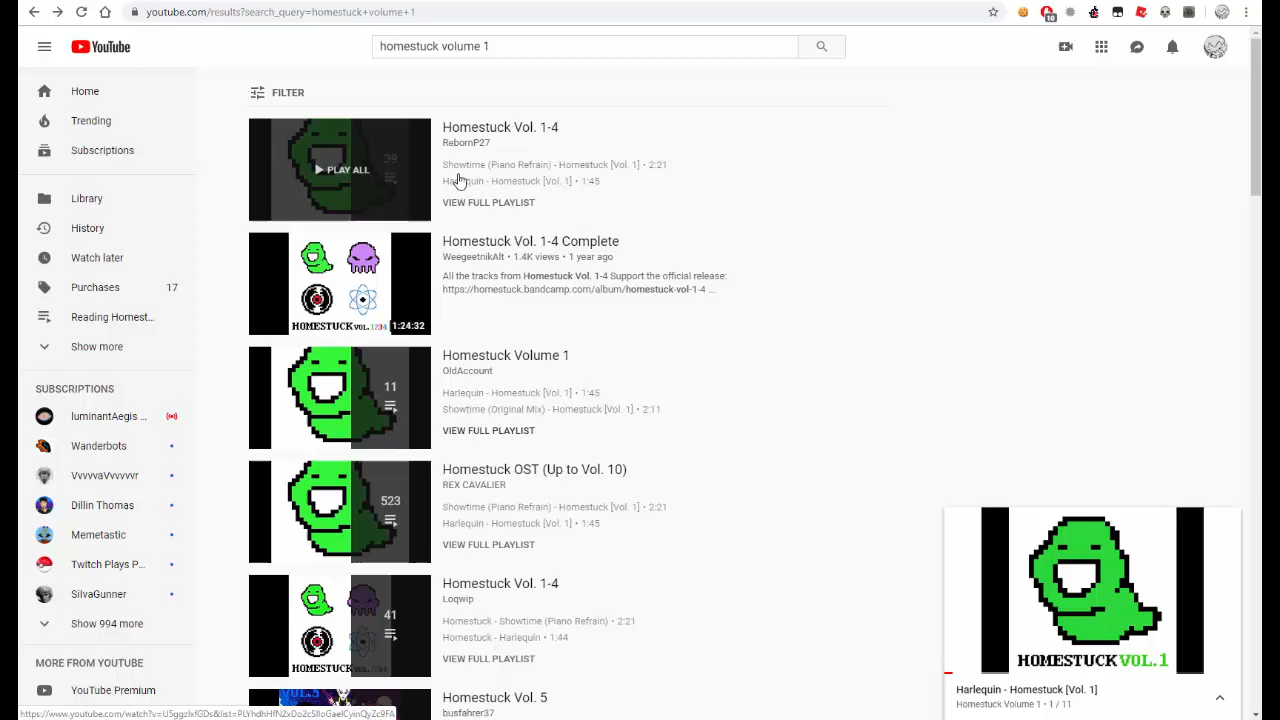 youtube.com/results?search_query=homestuck+volume+1
10
YouTube
homestuck volume 1
Home
Trending
Subscriptions
Library
History
Watch later
Purchases 17
Reading Homest...
Show more
SUBSCRIPTIONS
luminantAegis ...
Wanderbots
VvvvvaVvvvvvr
Dillin Thomas
Memetastic
Twitch Plays P...
SilvaGunner
Show 994 more
MORE FROM YOUTUBE
YouTube Premium
FILTER
39
PLAY ALL
Homestuck Vol. 1-4
RebornP27
Showtime (Piano Refrain) - Homestuck [Vol. 1] • 2:21
Harlequin - Homestuck [Vol. 1] • 1:45
VIEW FULL PLAYLIST
HOMESTUCK VOL. 1234
1:24:32
Homestuck Vol. 1-4 Complete
WeegeetnikAlt • 1.4K views • 1 year ago
All the tracks from Homestuck Vol. 1-4 Support the official release:
https://homestuck.bandcamp.com/album/homestuck-vol-1-4 ...
11
Homestuck Volume 1
OldAccount
Harlequin - Homestuck [Vol. 1] • 1:45
Showtime (Original Mix) - Homestuck [Vol. 1] • 2:11
VIEW FULL PLAYLIST
523
Homestuck OST (Up to Vol. 10)
REX CAVALIER
Showtime (Piano Refrain) - Homestuck [Vol. 1] • 2:21
Harlequin - Homestuck [Vol. 1] • 1:45
VIEW FULL PLAYLIST
41
HOMESTUCK VOL. 1234
Homestuck Vol. 1-4
Loqwip
Homestuck - Showtime (Piano Refrain) • 2:21
Homestuck - Harlequin • 1:44
VIEW FULL PLAYLIST
VOL.5
Homestuck Vol. 5
busfahrer37
HOMESTUCK VOL.1
Harlequin - Homestuck [Vol. 1]
Homestuck Volume 1 • 1 / 11